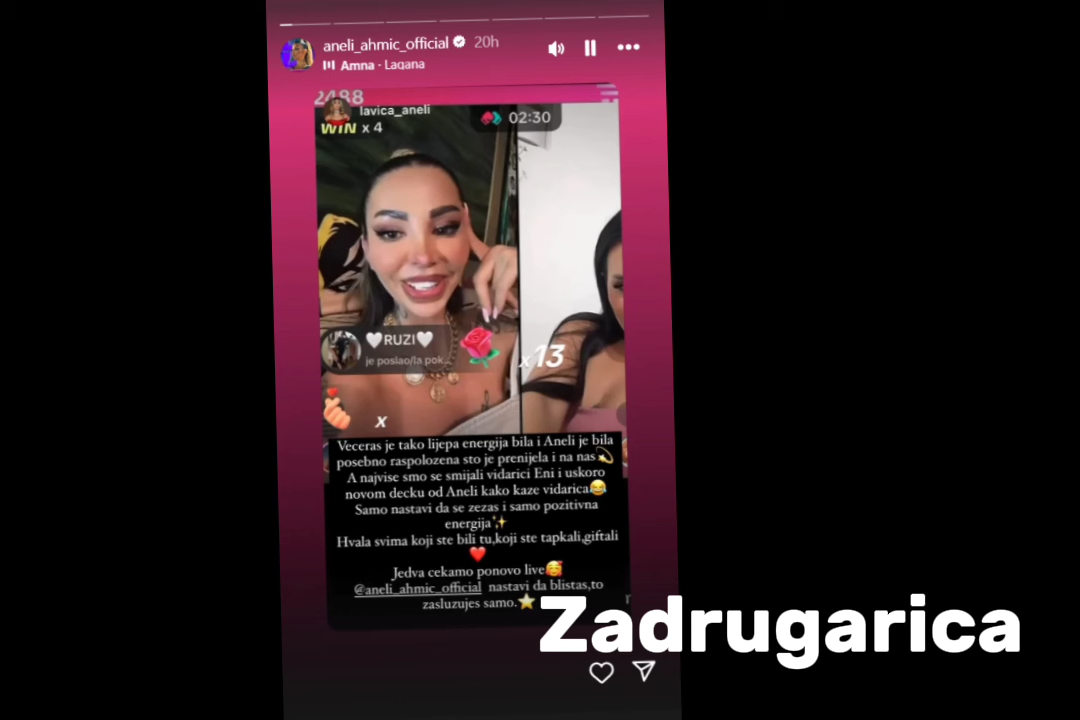 aneli_ahmic_official 20h
Amna · Lagana
2488
lavica_aneli
WIN x 4
02:30
RUZI
je poslao/la pok...
x13
x
Veceras je tako lijepa energija bila i Aneli je bila
posebno raspolozena sto je prenijela i na nas
A najvise smo se smijali vidarici Eni i uskoro
novom decku od Aneli kako kaze vidarica
Samo nastavi da se zezas i samo pozitivna
energija
Hvala svima koji ste bili tu,koji ste tapkali,giftali
Jedva cekamo ponovo live
@aneli_ahmic_official nastavi da blistas,to
zasluzujes samo.
Zadrugarica